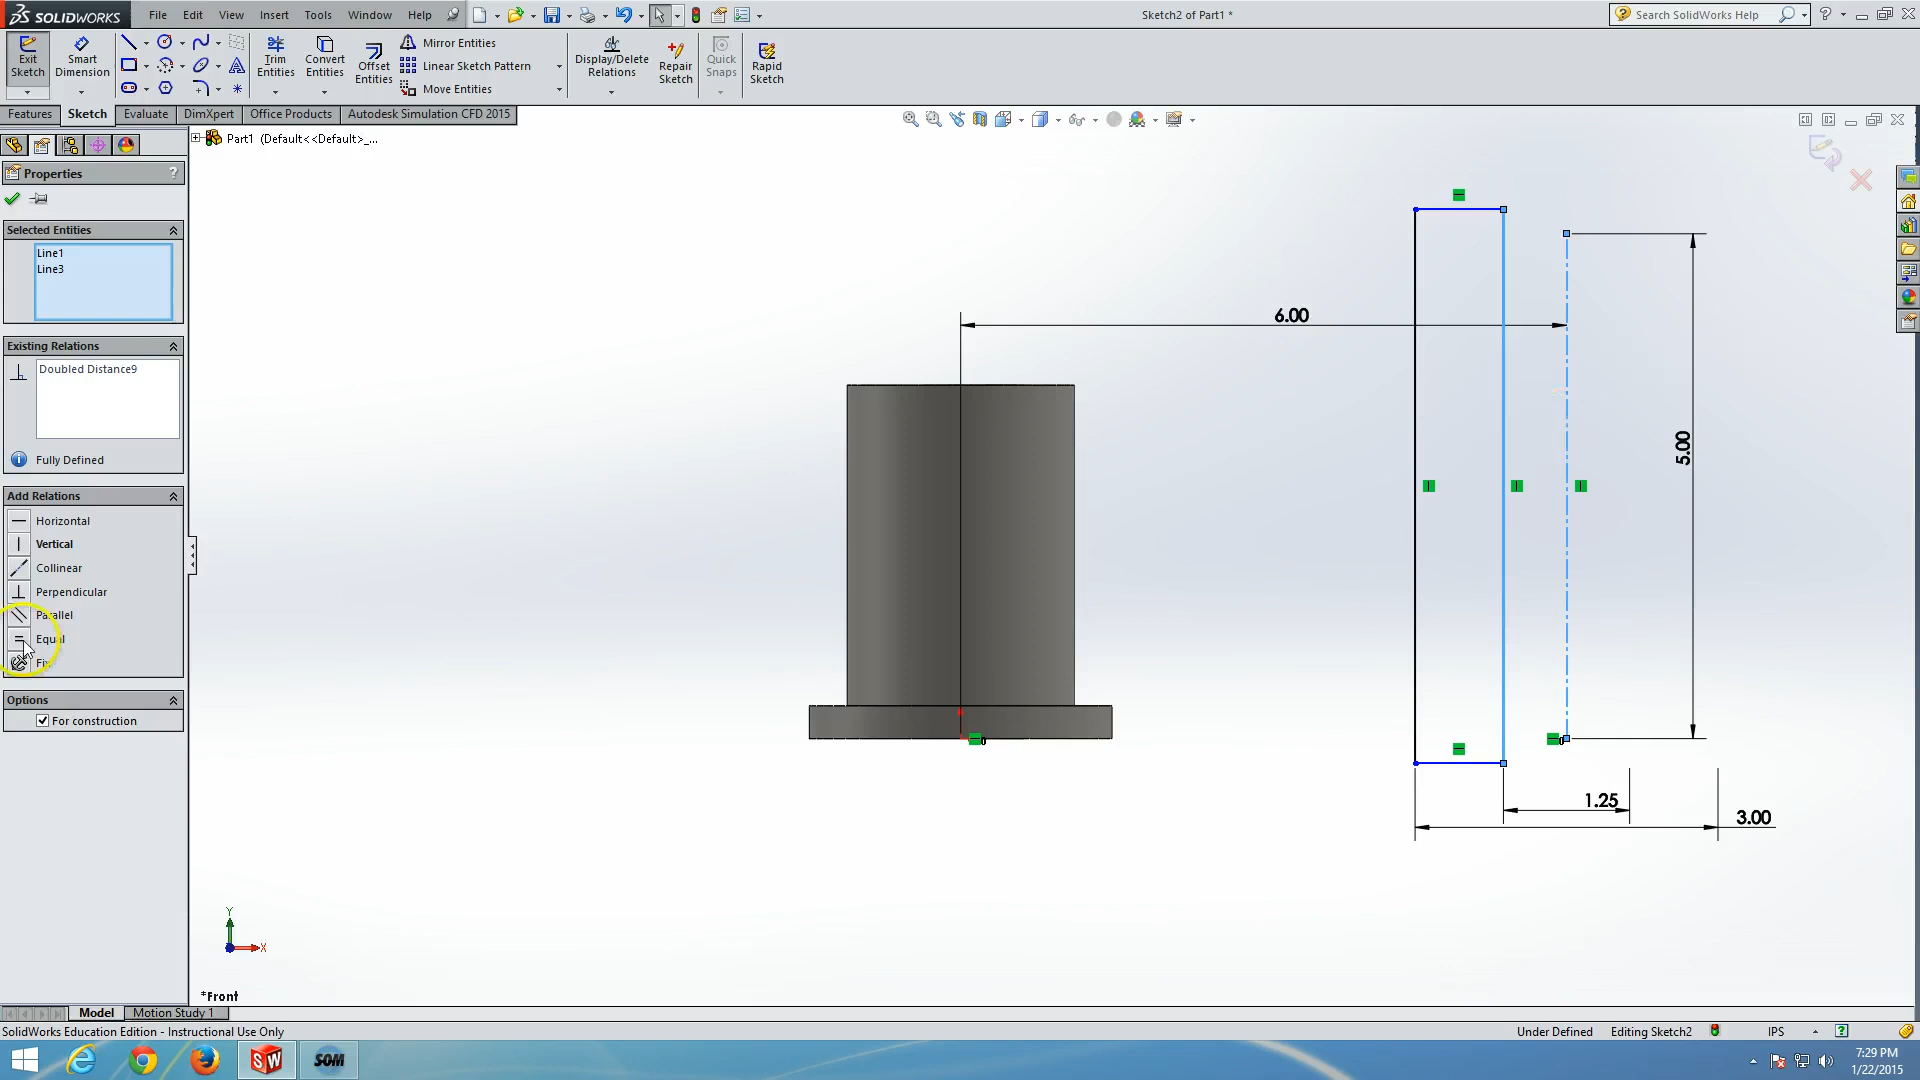 SOLIDWORKS File Edit View Insert Tools Window Help Sketch2 of Part1 * Search SolidWorks Help
Exit Sketch Smart Dimension Trim Entities Convert Entities Offset Entities Mirror Entities Display/Delete Relations Repair Sketch Quick Snaps Rapid Sketch
Linear Sketch Pattern
Move Entities
Features Sketch Evaluate DimXpert Office Products Autodesk Simulation CFD 2015
Part1 (Default<<Default>_...
Properties ?
Selected Entities
Line1
Line3
Existing Relations
Doubled Distance9
Fully Defined
Add Relations
Horizontal
Vertical
Collinear
Perpendicular
Parallel
Equal
Options
For construction
6.00
5.00
1.25
3.00
Y
X
*Front
Model Motion Study 1
SolidWorks Education Edition - Instructional Use Only Under Defined Editing Sketch2 IPS
SW SOM
7:29 PM
1/22/2015